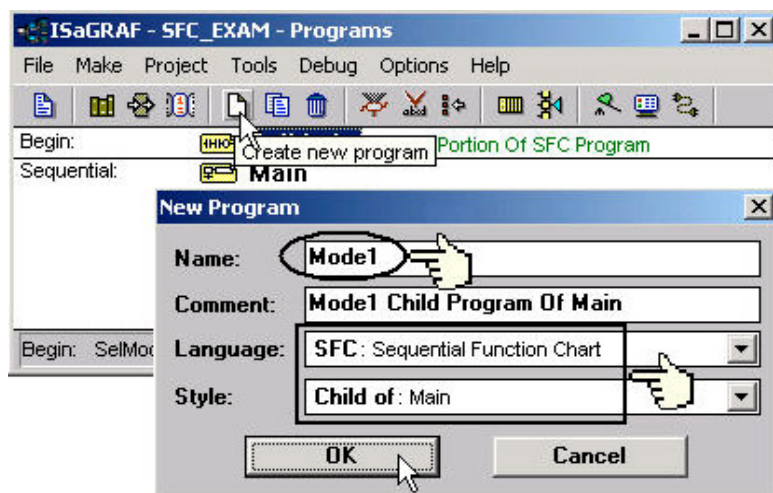 ISaGRAF - SFC_EXAM - Programs
File Make Project Tools Debug Options Help
Begin:
Create new program
Portion Of SFC Program
Sequential:
Main
New Program
Name: Mode1
Comment: Mode1 Child Program Of Main
Language: SFC : Sequential Function Chart
Style: Child of : Main
Begin: SelMod
OK Cancel